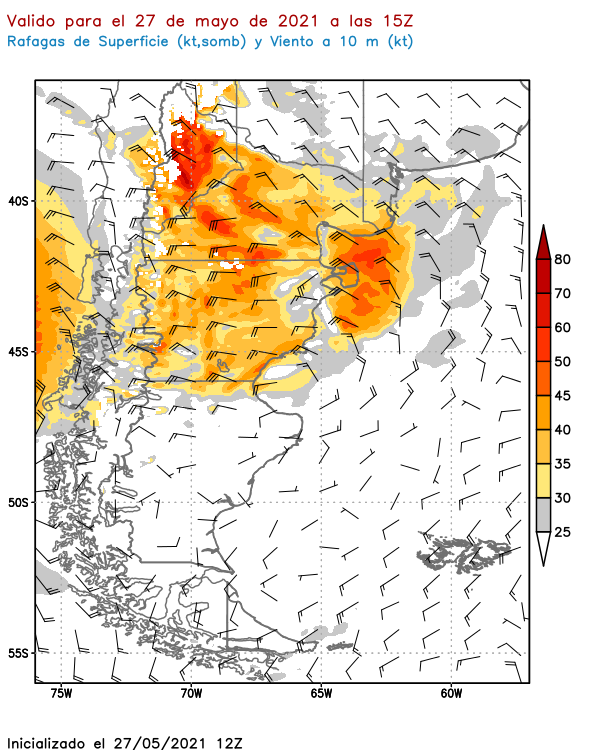 Valido para el 27 de mayo de 2021 a las 15Z
Rafagas de Superficie (kt,somb) y Viento a 10 m (kt)
40S
45S
50S
55S
75W 70W 65W 60W
80
70
60
50
45
40
35
30
25
Inicializado el 27/05/2021 12Z